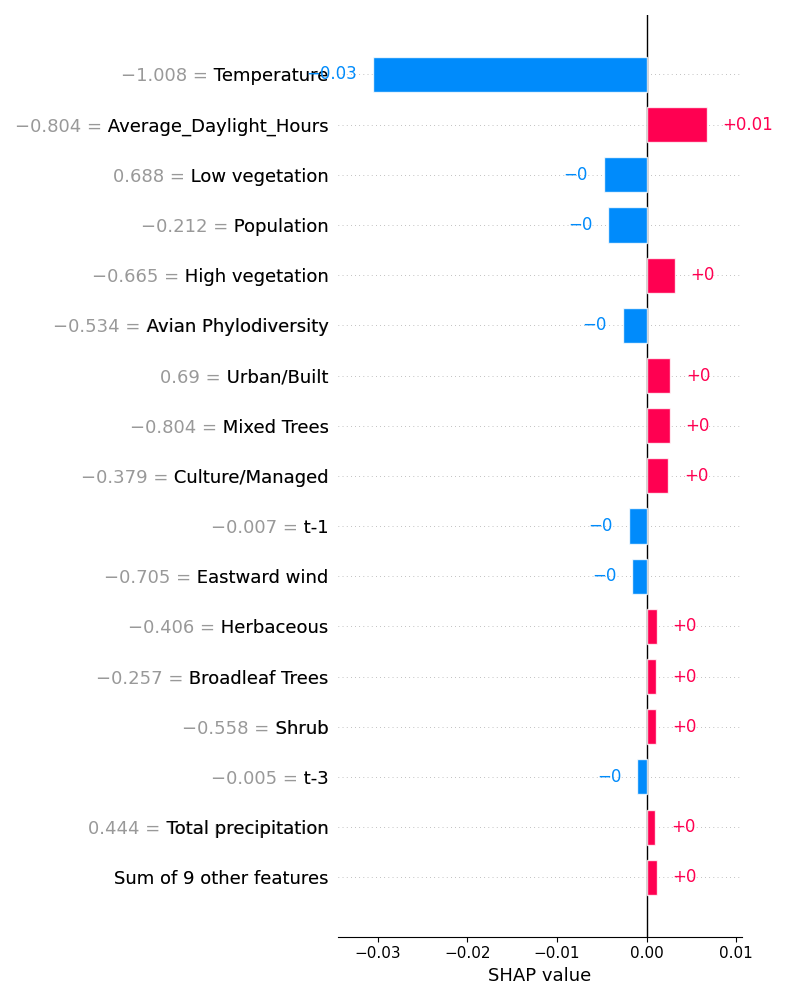 −1.008 = Temperature −0.03
−0.804 = Average_Daylight_Hours +0.01
0.688 = Low vegetation −0
−0.212 = Population −0
−0.665 = High vegetation +0
−0.534 = Avian Phylodiversity −0
0.69 = Urban/Built +0
−0.804 = Mixed Trees +0
−0.379 = Culture/Managed +0
−0.007 = t-1 −0
−0.705 = Eastward wind −0
−0.406 = Herbaceous +0
−0.257 = Broadleaf Trees +0
−0.558 = Shrub +0
−0.005 = t-3 −0
0.444 = Total precipitation +0
Sum of 9 other features +0
−0.03 −0.02 −0.01 0.00 0.01
SHAP value